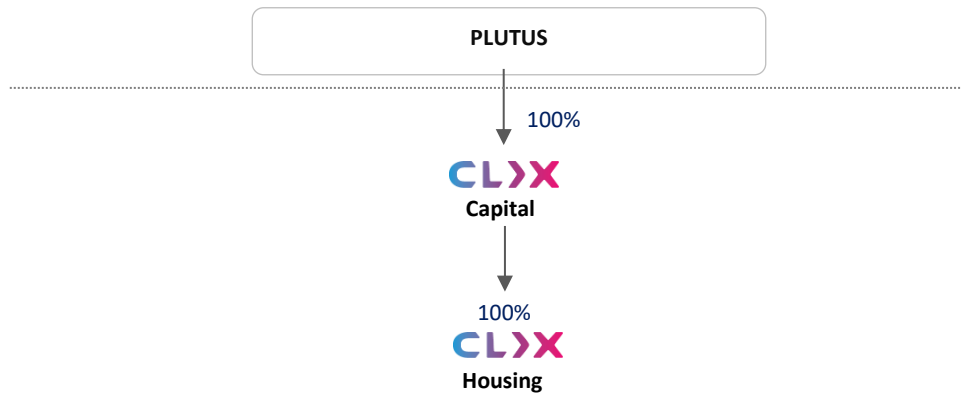 PLUTUS
100%
CLIX
Capital
100%
CLIX
Housing